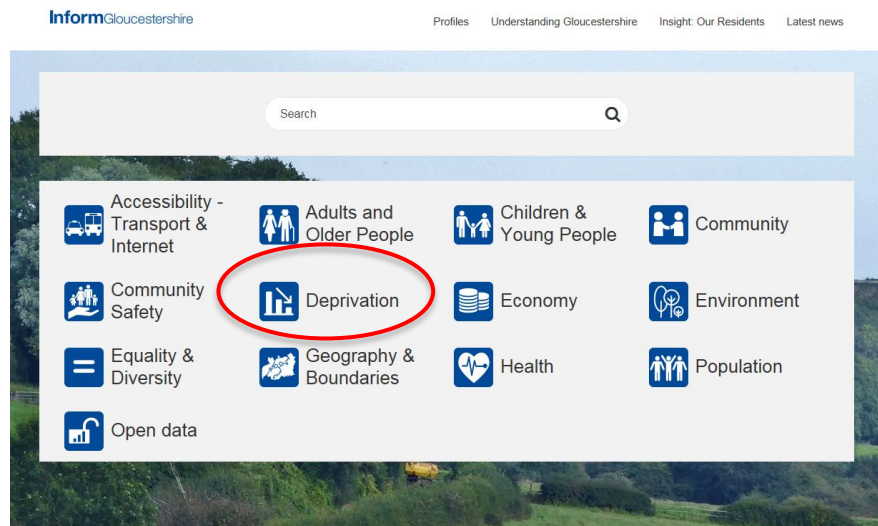 InformGloucestershire
Profiles Understanding Gloucestershire Insight: Our Residents Latest news
Search
Accessibility -
Transport &
Internet
Adults and
Older People
Children &
Young People
Community
Community
Safety
Deprivation
Economy
Environment
Equality &
Diversity
Geography &
Boundaries
Health
Population
Open data